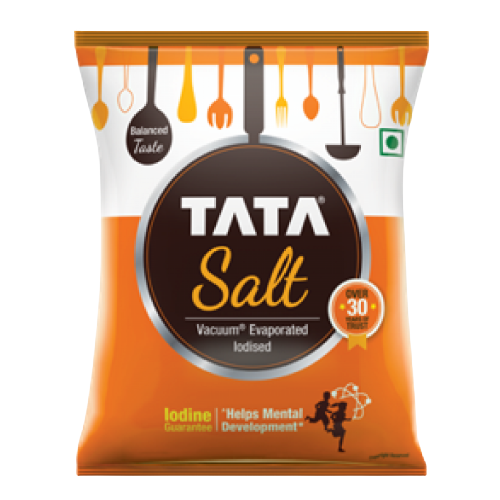 Balanced
Taste
TATA®
Salt
Vacuum® Evaporated
Iodised
OVER
30
YEARS OF
TRUST
Iodine
Guarantee
"Helps Mental
Development"